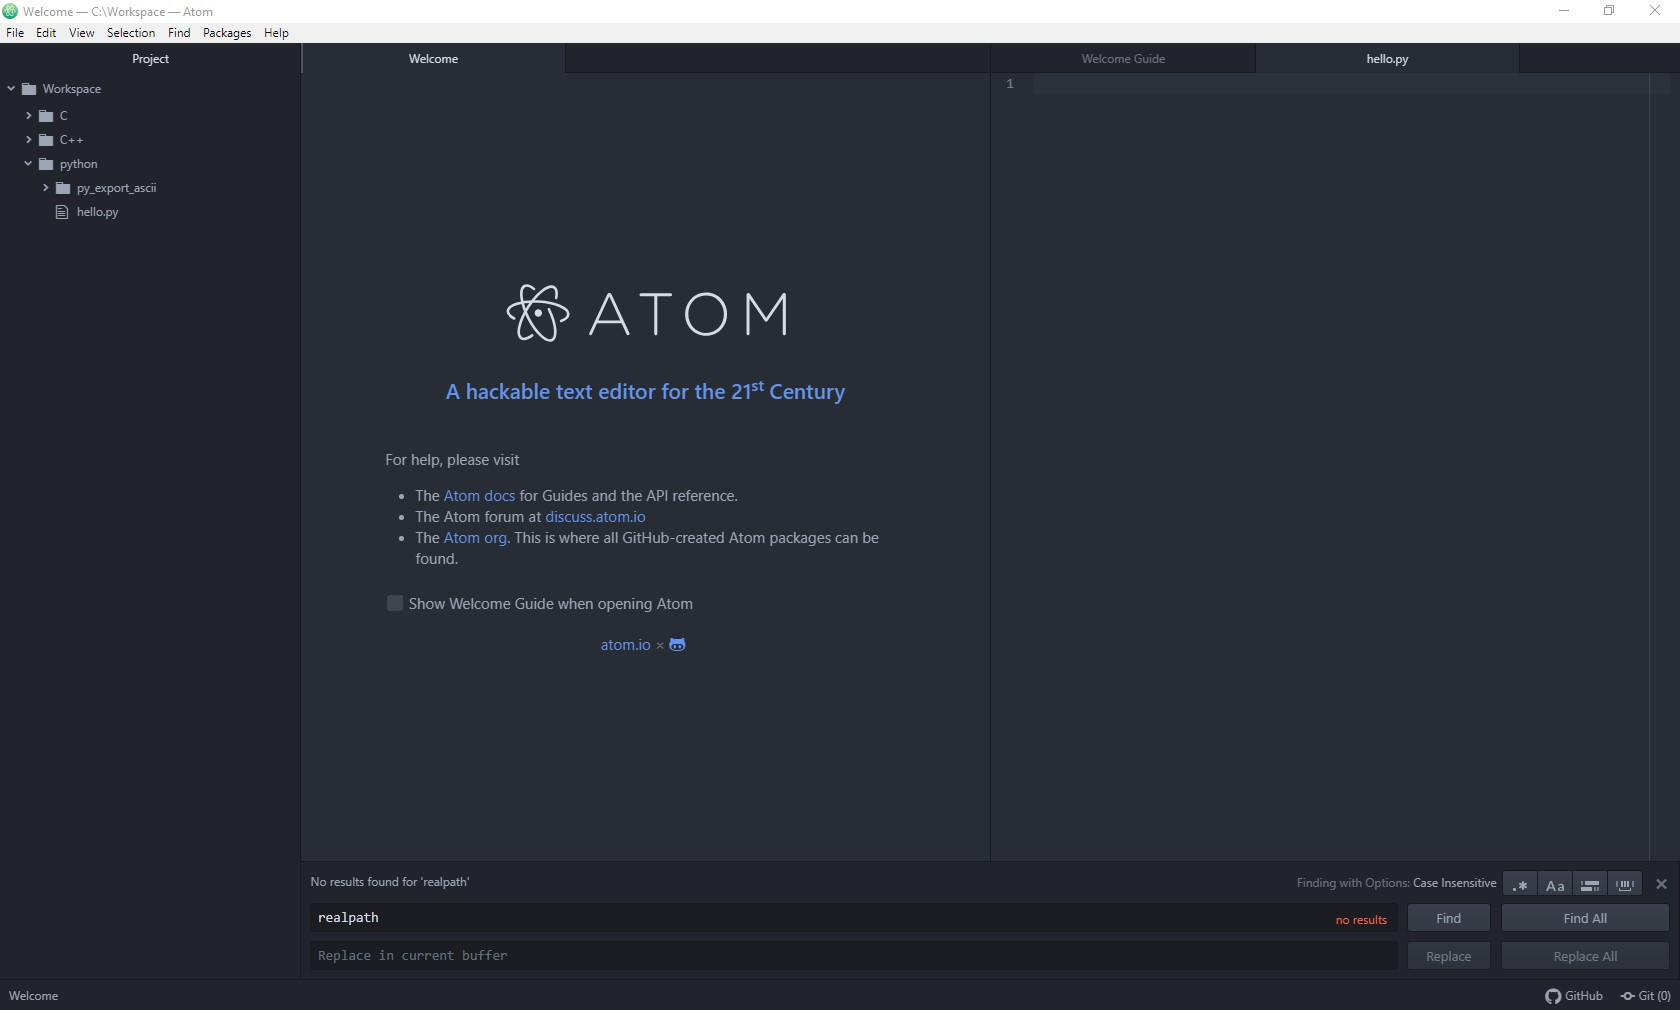 Welcome — C:\Workspace — Atom
File Edit View Selection Find Packages Help
Project
Workspace
C
C++
python
py_export_ascii
hello.py
Welcome
ATOM
A hackable text editor for the 21st Century
For help, please visit
• The Atom docs for Guides and the API reference.
• The Atom forum at discuss.atom.io
• The Atom org. This is where all GitHub-created Atom packages can be
found.
Show Welcome Guide when opening Atom
atom.io ×
Welcome Guide hello.py
1
No results found for 'realpath'
Finding with Options: Case Insensitive .* Aa
realpath no results Find Find All
Replace in current buffer Replace Replace All
Welcome GitHub Git (0)